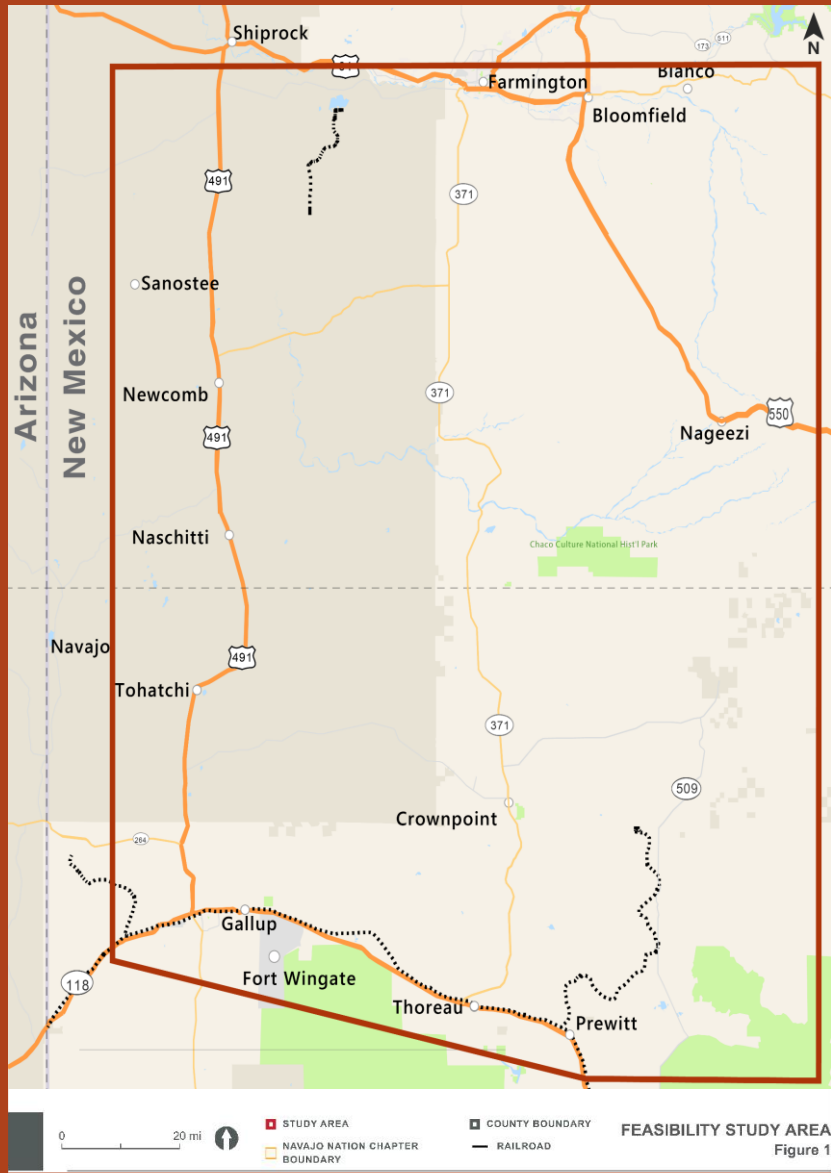 Shiprock
173
511
N
64
Farmington
Blanco
Bloomfield
491
371
Sanostee
Arizona
New Mexico
Newcomb
371
491
550
Nageezi
Naschitti
Chaco Culture National Hist'l Park
Navajo
491
Tohatchi
371
509
Crownpoint
264
Gallup
Fort Wingate
118
Thoreau
Prewitt
0
20 mi
STUDY AREA
NAVAJO NATION CHAPTER
BOUNDARY
COUNTY BOUNDARY
RAILROAD
FEASIBILITY STUDY AREA
Figure 1